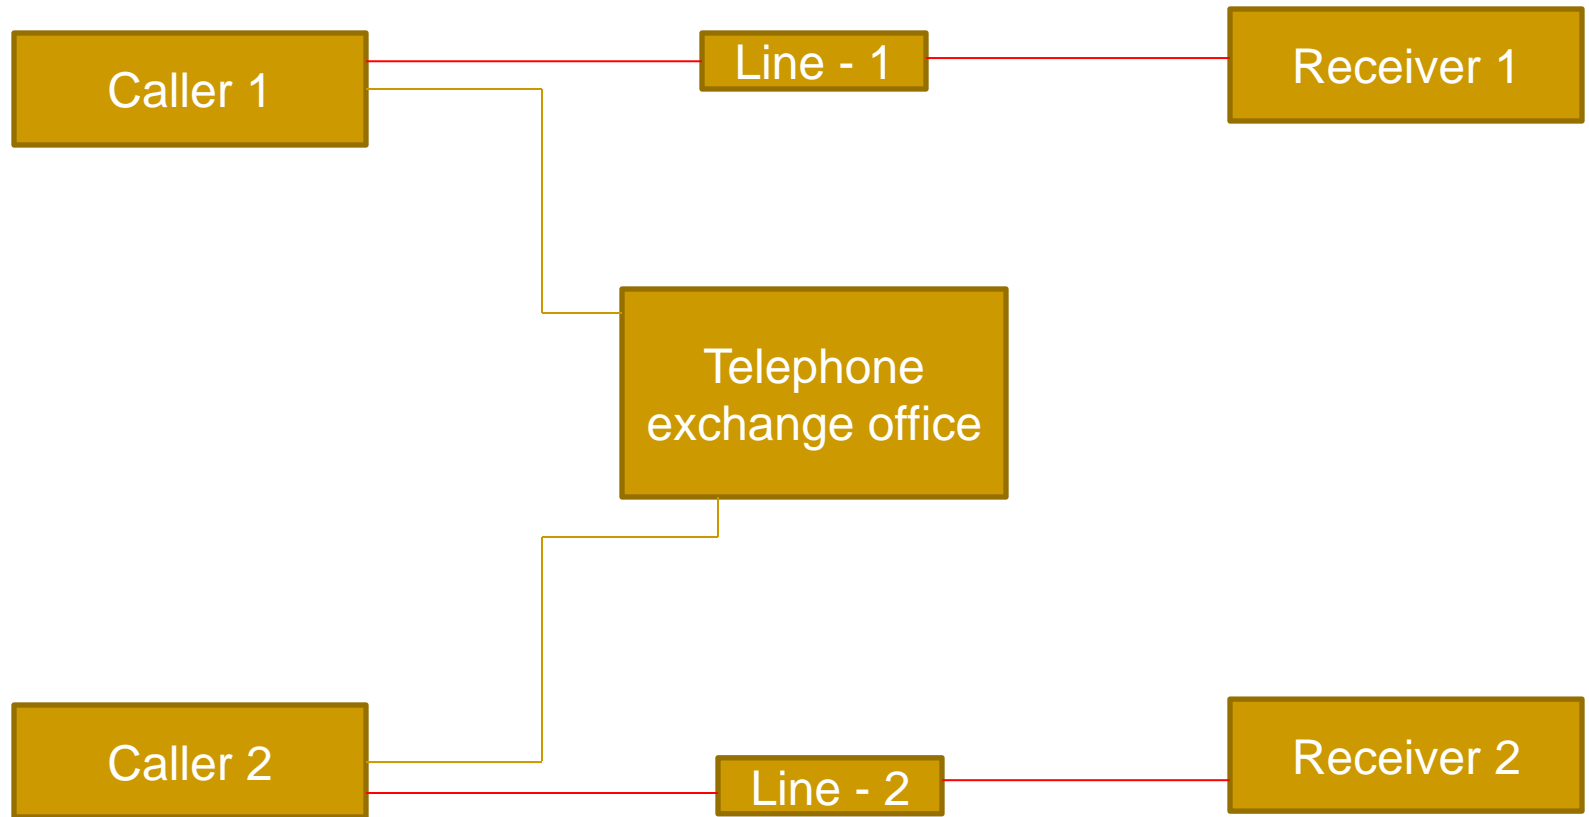 Caller 1
Line - 1
Receiver 1
Telephone
exchange office
Caller 2
Line - 2
Receiver 2